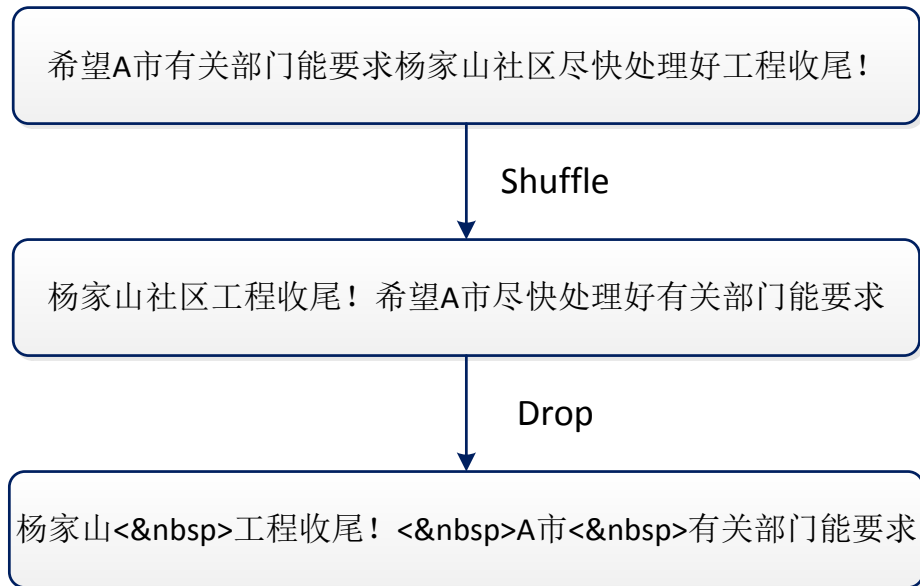 希望A市有关部门能要求杨家山社区尽快处理好工程收尾！
Shuffle
杨家山社区工程收尾！希望A市尽快处理好有关部门能要求
Drop
杨家山<&nbsp>工程收尾！<&nbsp>A市<&nbsp>有关部门能要求